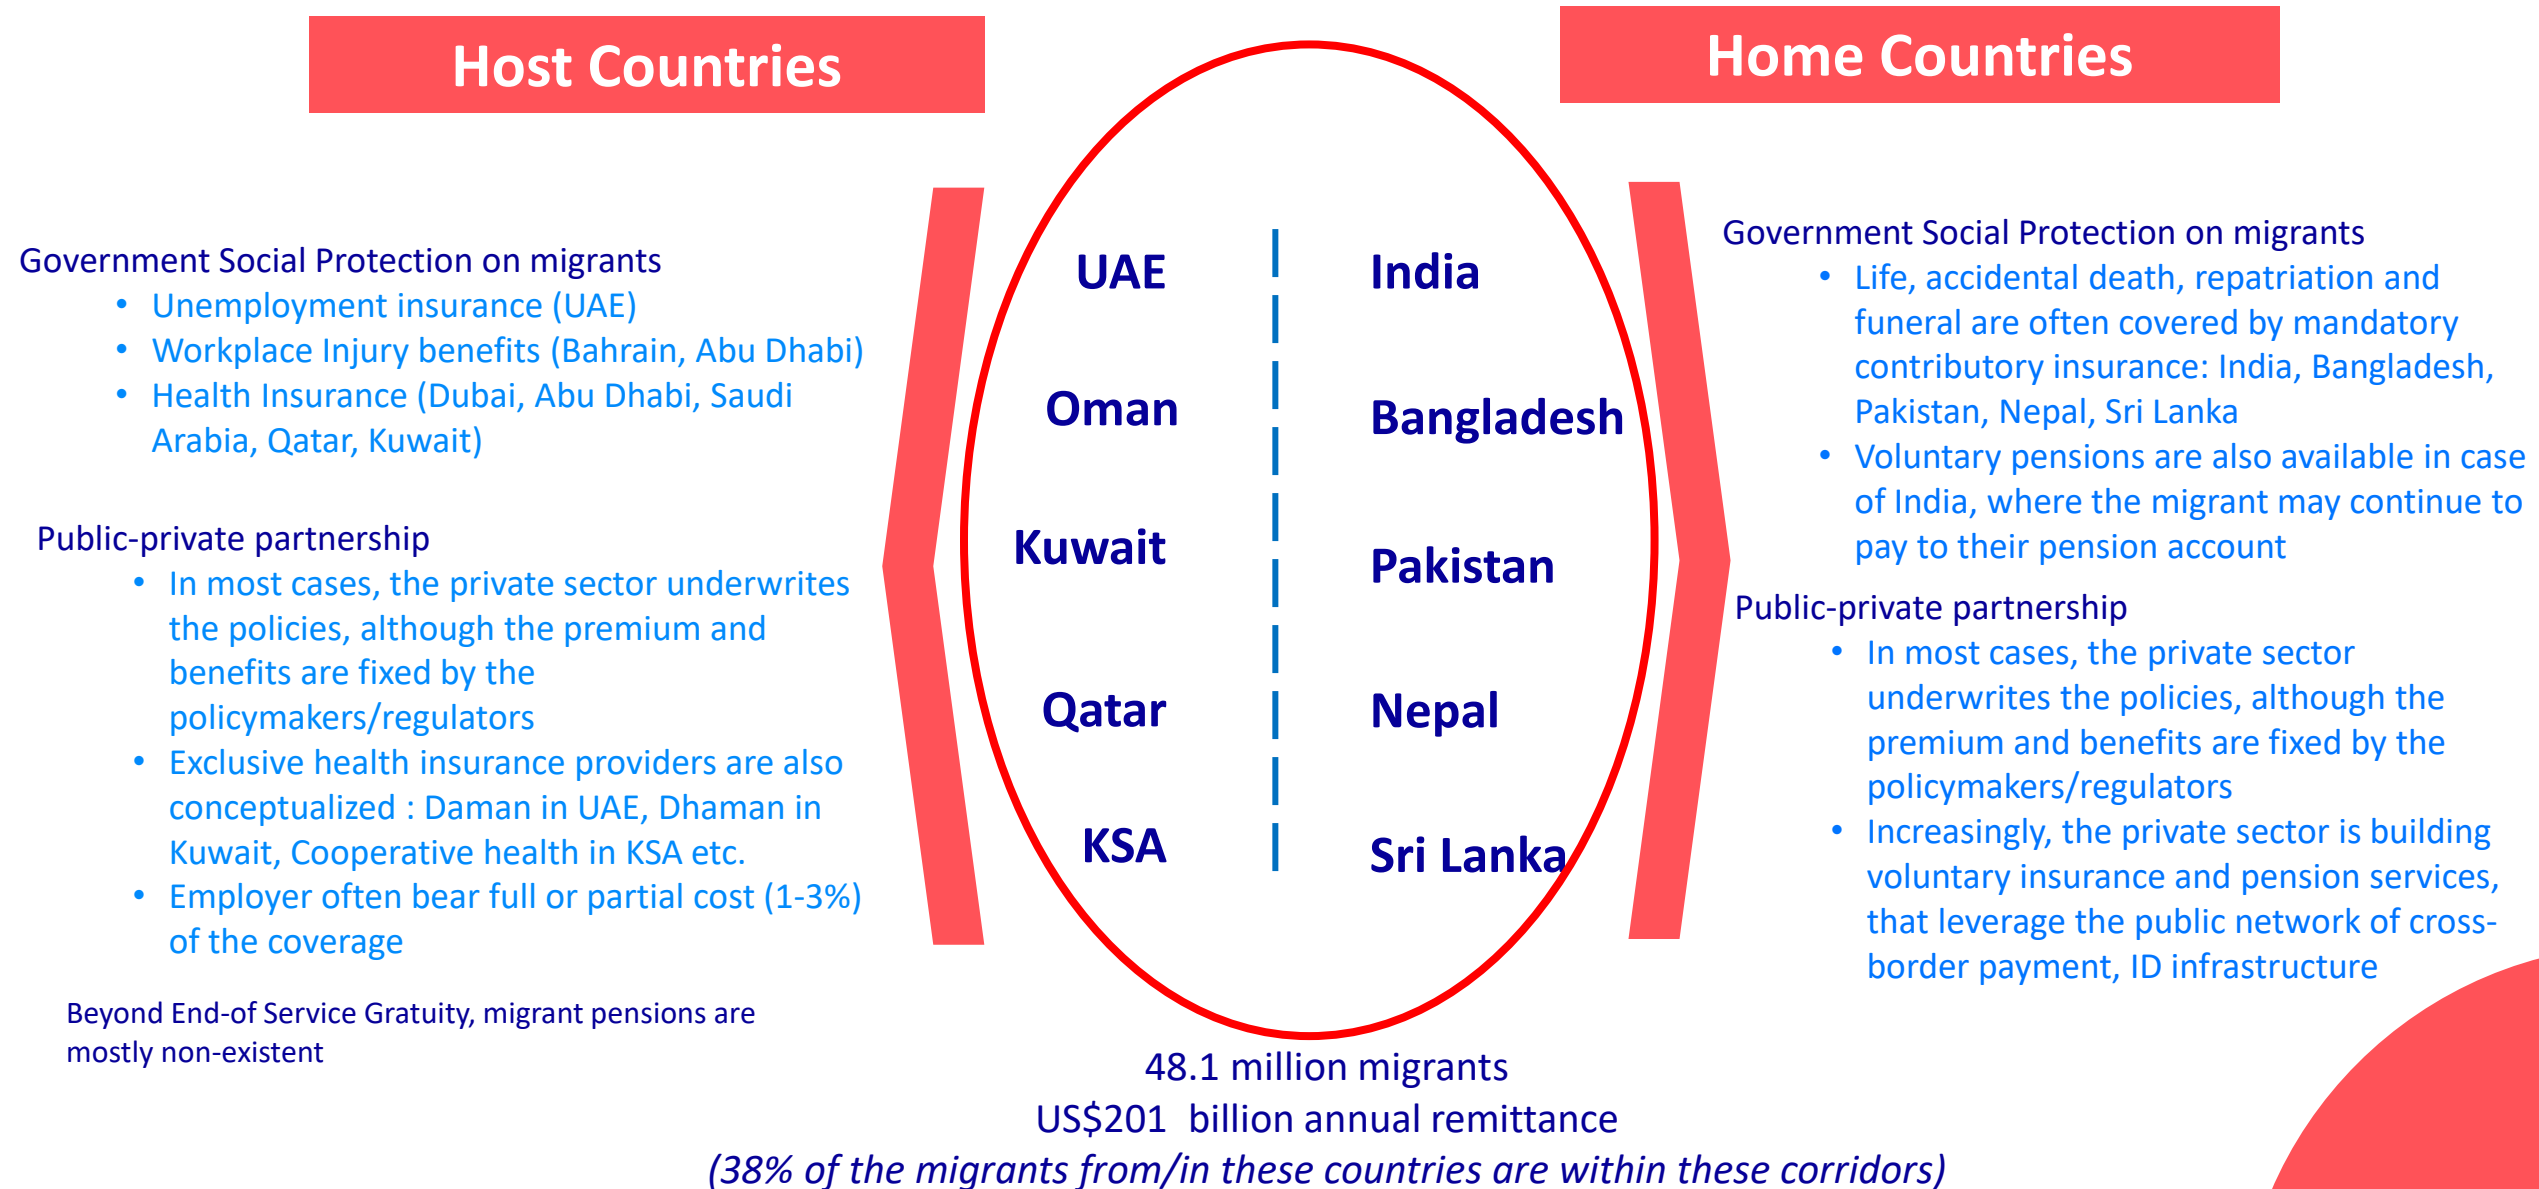 Host Countries
Home Countries
Government Social Protection on migrants
• Unemployment insurance (UAE)
• Workplace Injury benefits (Bahrain, Abu Dhabi)
• Health Insurance (Dubai, Abu Dhabi, Saudi
Arabia, Qatar, Kuwait)
Public-private partnership
• In most cases, the private sector underwrites
the policies, although the premium and
benefits are fixed by the
policymakers/regulators
• Exclusive health insurance providers are also
conceptualized : Daman in UAE, Dhaman in
Kuwait, Cooperative health in KSA etc.
• Employer often bear full or partial cost (1-3%)
of the coverage
Beyond End-of Service Gratuity, migrant pensions are
mostly non-existent
UAE
Oman
Kuwait
Qatar
KSA
India
Bangladesh
Pakistan
Nepal
Sri Lanka
Government Social Protection on migrants
• Life, accidental death, repatriation and
funeral are often covered by mandatory
contributory insurance: India, Bangladesh,
Pakistan, Nepal, Sri Lanka
• Voluntary pensions are also available in case
of India, where the migrant may continue to
pay to their pension account
Public-private partnership
• In most cases, the private sector
underwrites the policies, although the
premium and benefits are fixed by the
policymakers/regulators
• Increasingly, the private sector is building
voluntary insurance and pension services,
that leverage the public network of cross-
border payment, ID infrastructure
48.1 million migrants
US$201 billion annual remittance
(38% of the migrants from/in these countries are within these corridors)